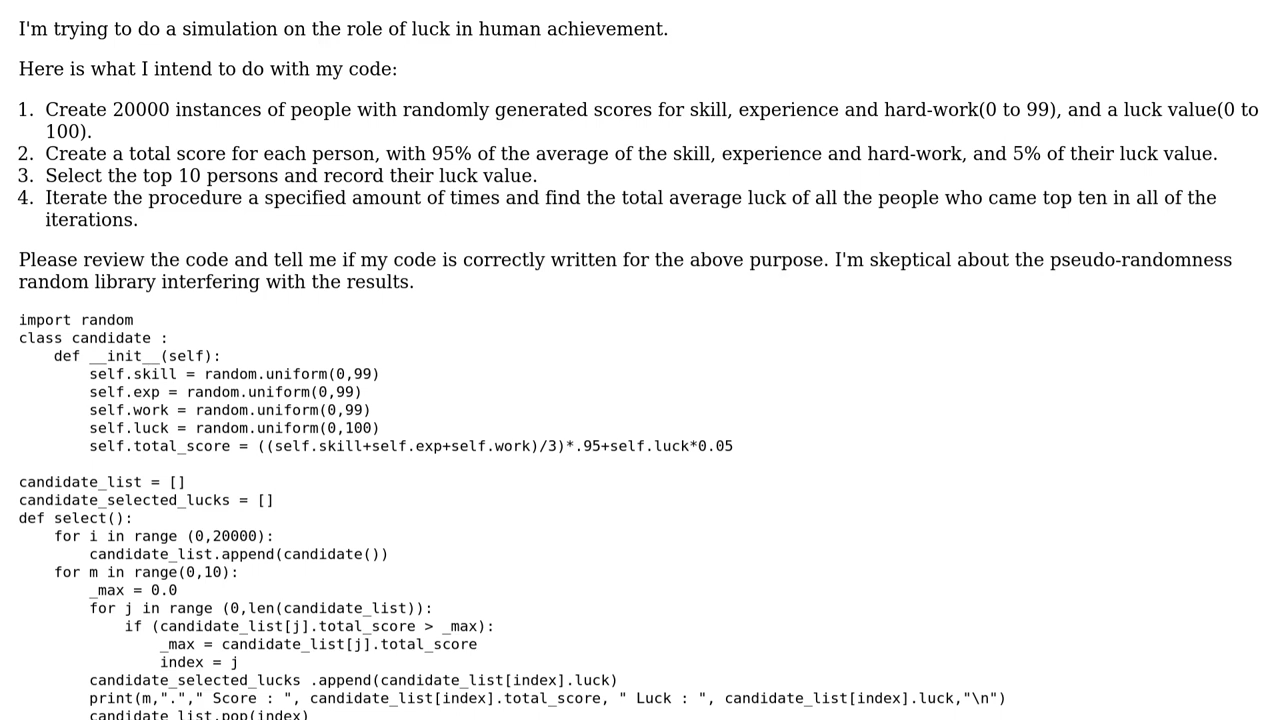 I'm trying to do a simulation on the role of luck in human achievement.
Here is what I intend to do with my code:
1. Create 20000 instances of people with randomly generated scores for skill, experience and hard-work(0 to 99), and a luck value(0 to
100).
2. Create a total score for each person, with 95% of the average of the skill, experience and hard-work, and 5% of their luck value.
3. Select the top 10 persons and record their luck value.
4. Iterate the procedure a specified amount of times and find the total average luck of all the people who came top ten in all of the
iterations.
Please review the code and tell me if my code is correctly written for the above purpose. I'm skeptical about the pseudo-randomness
random library interfering with the results.
import random
class candidate :
    def __init__(self):
        self.skill = random.uniform(0,99)
        self.exp = random.uniform(0,99)
        self.work = random.uniform(0,99)
        self.luck = random.uniform(0,100)
        self.total_score = ((self.skill+self.exp+self.work)/3)*.95+self.luck*0.05
candidate_list = []
candidate_selected_lucks = []
def select():
    for i in range (0,20000):
        candidate_list.append(candidate())
    for m in range(0,10):
        _max = 0.0
        for j in range (0,len(candidate_list)):
            if (candidate_list[j].total_score > _max):
                _max = candidate_list[j].total_score
                index = j
        candidate_selected_lucks .append(candidate_list[index].luck)
        print(m,"."," Score : ", candidate_list[index].total_score, " Luck : ", candidate_list[index].luck,"\n")
        candidate_list.pop(index)